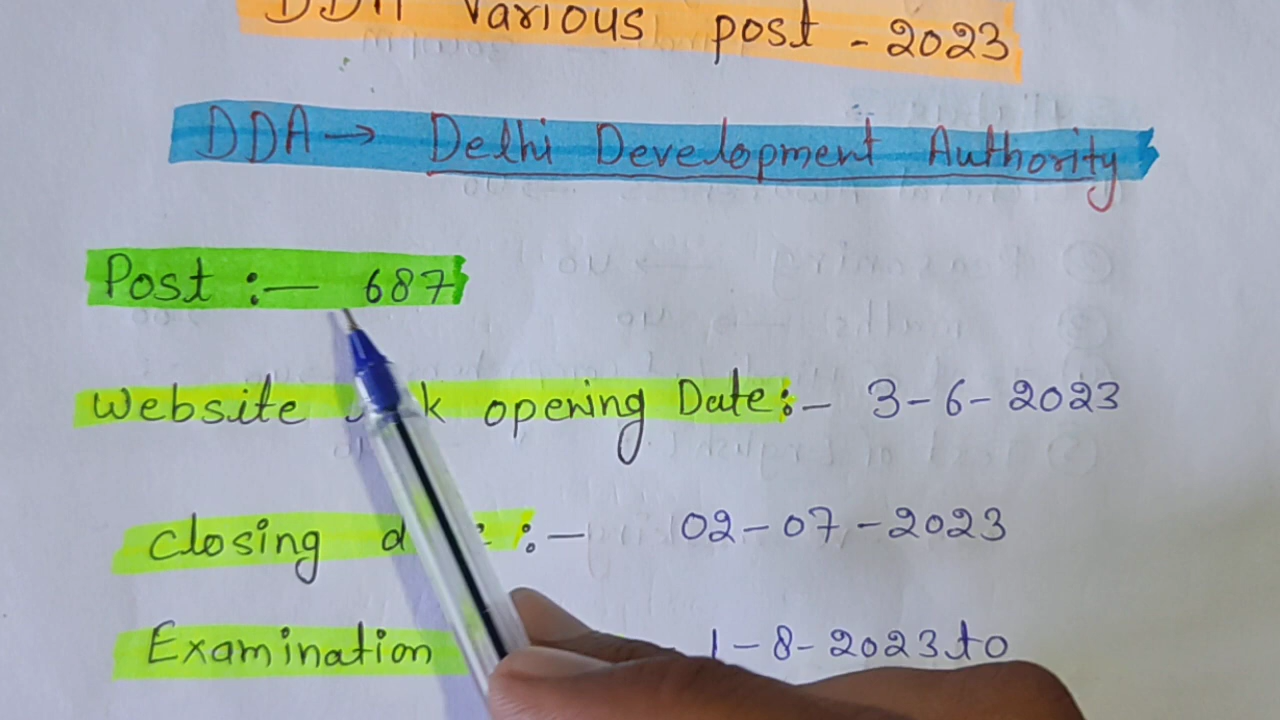 DDA Various post - 2023
DDA → Delhi Development Authority
Post :- 687
Website opening Date:- 3-6-2023
Closing :- 02-07-2023
Examination 1-8-2023 to